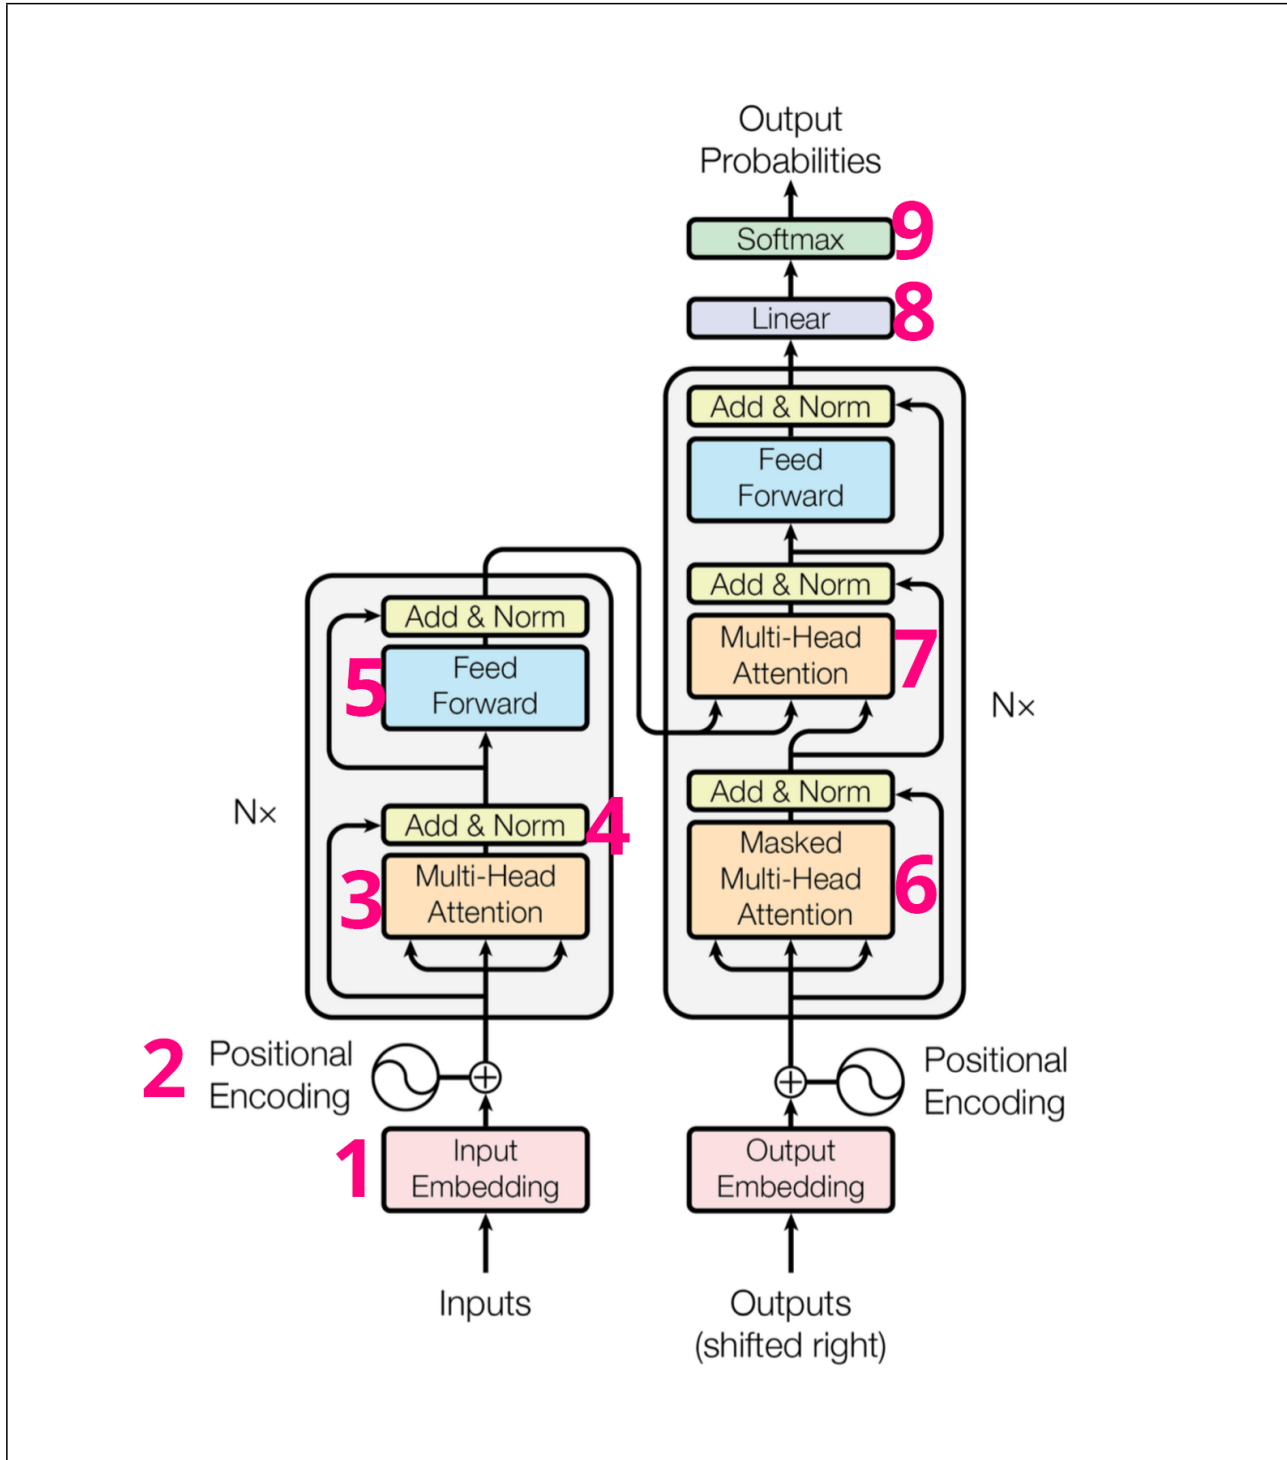 Output
Probabilities
Softmax
9
Linear
8
Add & Norm
Feed
Forward
Add & Norm
Multi-Head
Attention
7
Nx
Add & Norm
Masked
Multi-Head
Attention
6
Positional
Encoding
Output
Embedding
Outputs
(shifted right)
Add & Norm
5
Feed
Forward
Nx
Add & Norm
4
3
Multi-Head
Attention
2
Positional
Encoding
1
Input
Embedding
Inputs